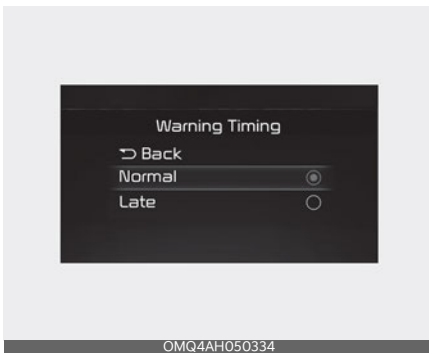 Warning Timing
Back
Normal
Late
OMQ4AH050334